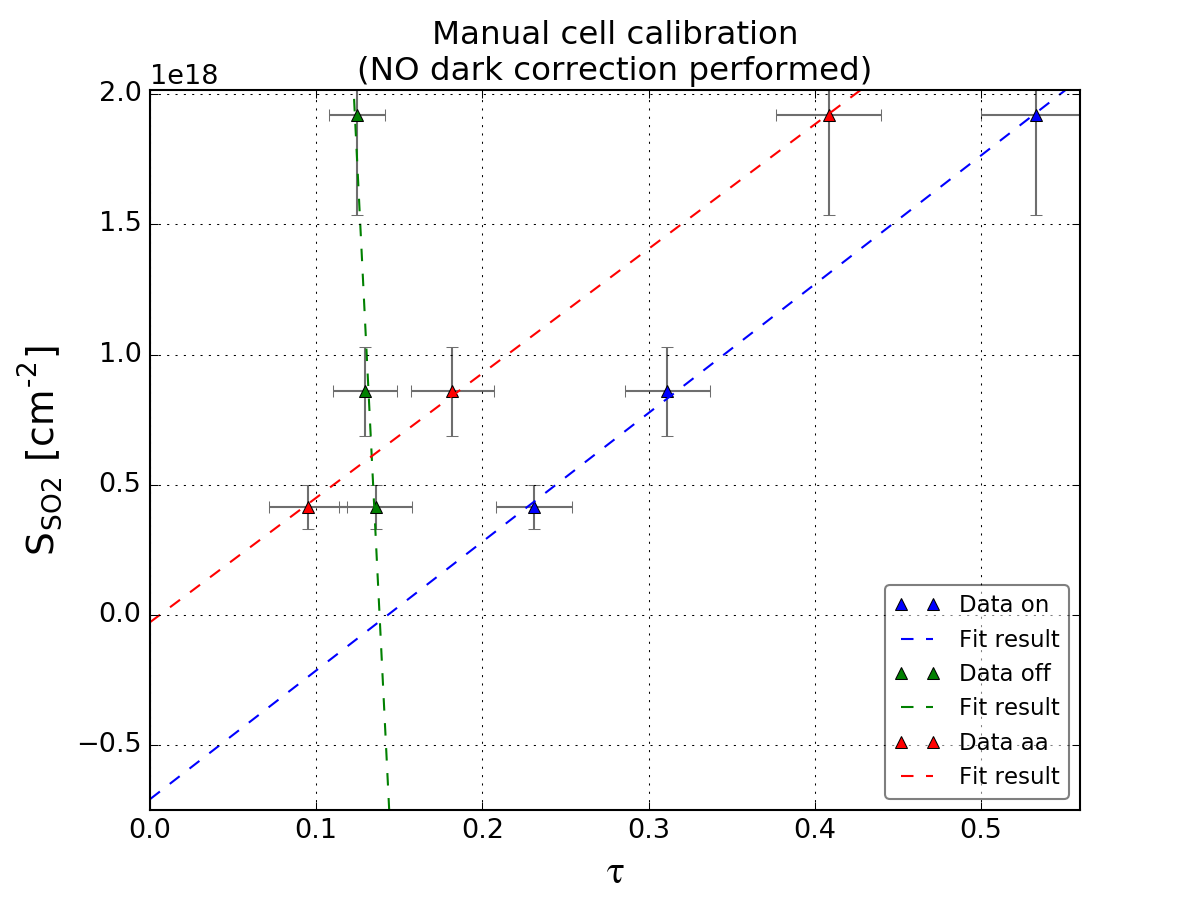 Manual cell calibration
(NO dark correction performed)
1e18
2.0
1.5
1.0
0.5
0.0
−0.5
S_SO2 [cm^-2]
0.0 0.1 0.2 0.3 0.4 0.5
τ
Data on
Fit result
Data off
Fit result
Data aa
Fit result